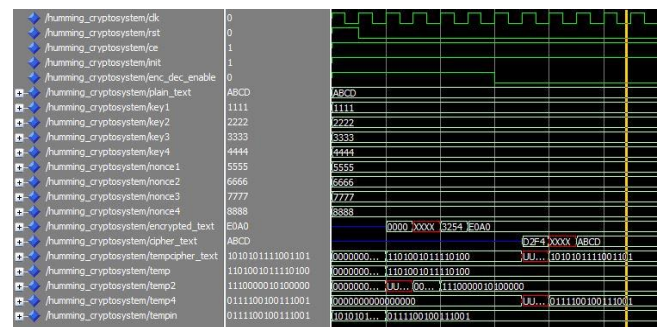 /humming_cryptosystem/clk 0
/humming_cryptosystem/rst 0
/humming_cryptosystem/ce 1
/humming_cryptosystem/init 1
/humming_cryptosystem/enc_dec_enable 0
/humming_cryptosystem/plain_text ABCD ABCD
/humming_cryptosystem/key1 1111 1111
/humming_cryptosystem/key2 2222 2222
/humming_cryptosystem/key3 3333 3333
/humming_cryptosystem/key4 4444 4444
/humming_cryptosystem/nonce1 5555 5555
/humming_cryptosystem/nonce2 6666 6666
/humming_cryptosystem/nonce3 7777 7777
/humming_cryptosystem/nonce4 8888 8888
/humming_cryptosystem/encrypted_text E0A0 0000 XXXX 3254 E0A0
/humming_cryptosystem/cipher_text ABCD D2F4 XXXX ABCD
/humming_cryptosystem/tempcipher_text 1010101111001101 0000000... 1101001011110100 UU... 1010101111001101
/humming_cryptosystem/temp 1101001011110100 0000000... 1101001011110100
/humming_cryptosystem/temp2 1110000010100000 0000000... UU... 00... 1110000010100000
/humming_cryptosystem/temp4 0111100100111001 0000000000000000 UU... 0111100100111001
/humming_cryptosystem/tempin 0111100100111001 1010101... 0111100100111001